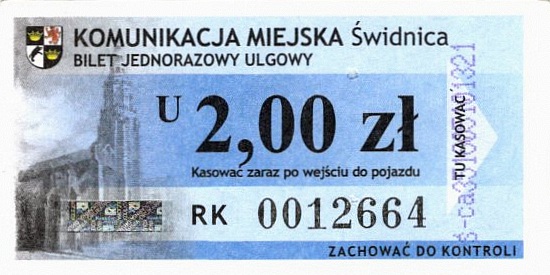 KOMUNIKACJA MIEJSKA Świdnica
BILET JEDNORAZOWY ULGOWY
U 2,00 zł
Kasować zaraz po wejściu do pojazdu
RK 0012664
TU KASOWAĆ
ZACHOWAĆ DO KONTROLI